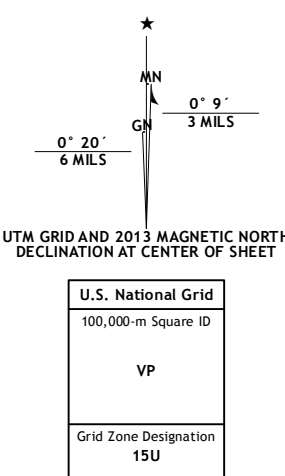 ★
MN
0° 9´
GN
3 MILS
0° 20´
6 MILS
UTM GRID AND 2013 MAGNETIC NORTH
DECLINATION AT CENTER OF SHEET
U.S. National Grid
100,000-m Square ID
VP
Grid Zone Designation
15U